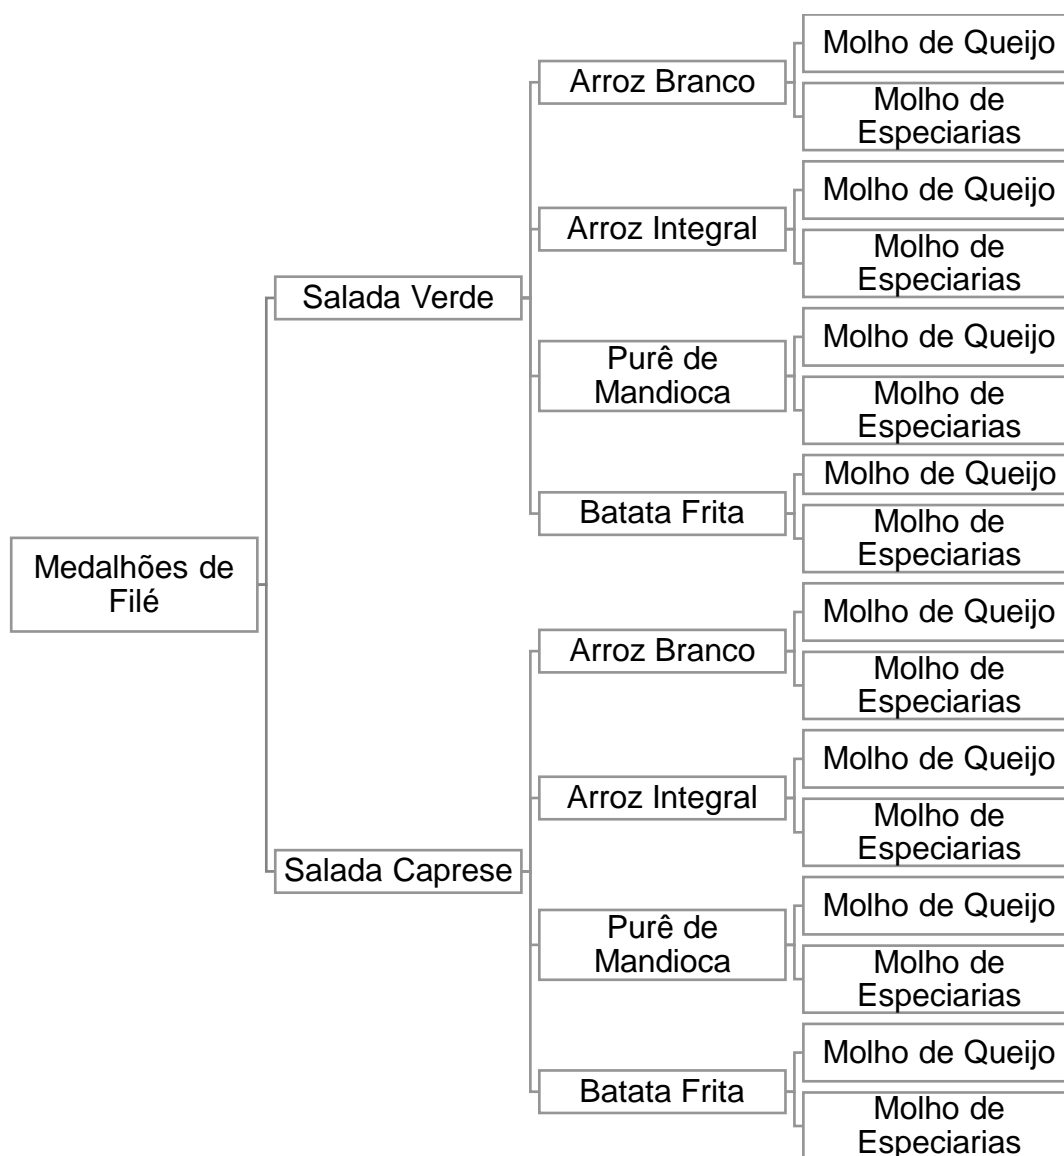 Medalhões de
Filé
Salada Verde
Arroz Branco
Molho de Queijo
Molho de
Especiarias
Arroz Integral
Molho de Queijo
Molho de
Especiarias
Purê de
Mandioca
Molho de Queijo
Molho de
Especiarias
Batata Frita
Molho de Queijo
Molho de
Especiarias
Salada Caprese
Arroz Branco
Molho de Queijo
Molho de
Especiarias
Arroz Integral
Molho de Queijo
Molho de
Especiarias
Purê de
Mandioca
Molho de Queijo
Molho de
Especiarias
Batata Frita
Molho de Queijo
Molho de
Especiarias